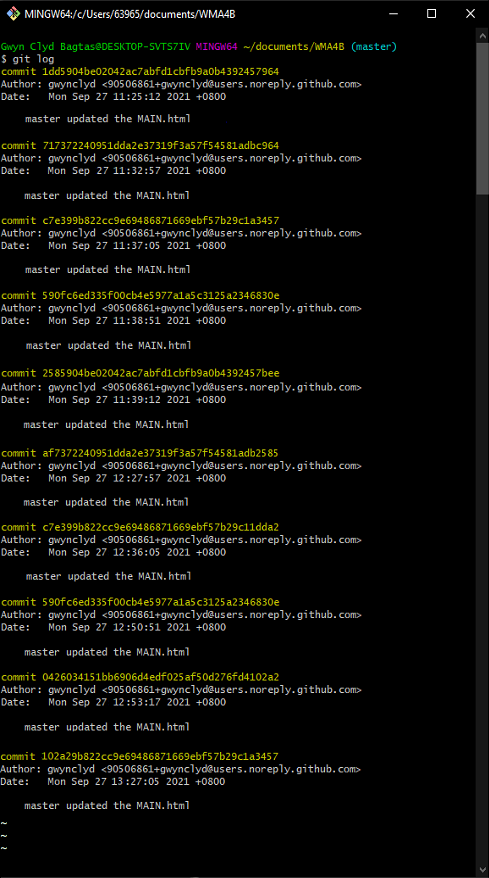 MINGW64:/c/Users/63965/documents/WMA4B
Gwyn Clyd Bagtas@DESKTOP-SVTS7IV MINGW64 ~/documents/WMA4B (master)
$ git log
commit 1dd5904be02042ac7abfd1cbfb9a0b4392457964
Author: gwynclyd <90506861+gwynclyd@users.noreply.github.com>
Date:   Mon Sep 27 11:25:12 2021 +0800
master updated the MAIN.html
commit 717372240951dda2e37319f3a57f54581adbc964
Author: gwynclyd <90506861+gwynclyd@users.noreply.github.com>
Date:   Mon Sep 27 11:32:57 2021 +0800
master updated the MAIN.html
commit c7e399b822cc9e69486871669ebf57b29c1a3457
Author: gwynclyd <90506861+gwynclyd@users.noreply.github.com>
Date:   Mon Sep 27 11:37:05 2021 +0800
master updated the MAIN.html
commit 590fc6ed335f00cb4e5977a1a5c3125a2346830e
Author: gwynclyd <90506861+gwynclyd@users.noreply.github.com>
Date:   Mon Sep 27 11:38:51 2021 +0800
master updated the MAIN.html
commit 2585904be02042ac7abfd1cbfb9a0b4392457bee
Author: gwynclyd <90506861+gwynclyd@users.noreply.github.com>
Date:   Mon Sep 27 11:39:12 2021 +0800
master updated the MAIN.html
commit af7372240951dda2e37319f3a57f54581adb2585
Author: gwynclyd <90506861+gwynclyd@users.noreply.github.com>
Date:   Mon Sep 27 12:27:57 2021 +0800
master updated the MAIN.html
commit c7e399b822cc9e69486871669ebf57b29c11dda2
Author: gwynclyd <90506861+gwynclyd@users.noreply.github.com>
Date:   Mon Sep 27 12:36:05 2021 +0800
master updated the MAIN.html
commit 590fc6ed335f00cb4e5977a1a5c3125a2346830e
Author: gwynclyd <90506861+gwynclyd@users.noreply.github.com>
Date:   Mon Sep 27 12:50:51 2021 +0800
master updated the MAIN.html
commit 0426034151bb6906d4edf025af50d276fd4102a2
Author: gwynclyd <90506861+gwynclyd@users.noreply.github.com>
Date:   Mon Sep 27 12:53:17 2021 +0800
master updated the MAIN.html
commit 102a29b822cc9e69486871669ebf57b29c1a3457
Author: gwynclyd <90506861+gwynclyd@users.noreply.github.com>
Date:   Mon Sep 27 13:27:05 2021 +0800
master updated the MAIN.html
~
~
~